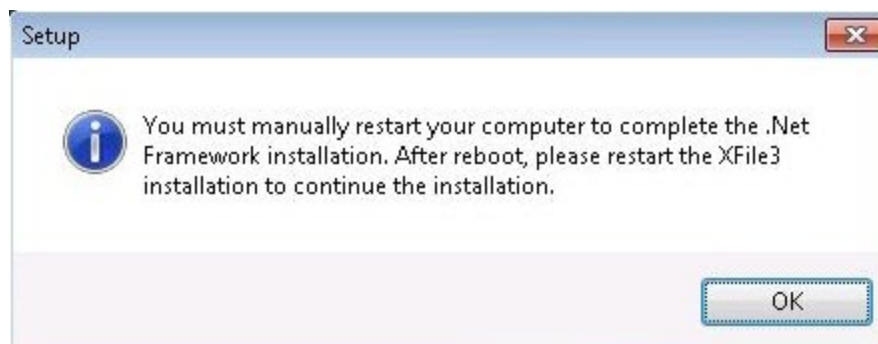 Setup
You must manually restart your computer to complete the .Net
Framework installation. After reboot, please restart the XFile3
installation to continue the installation.
OK